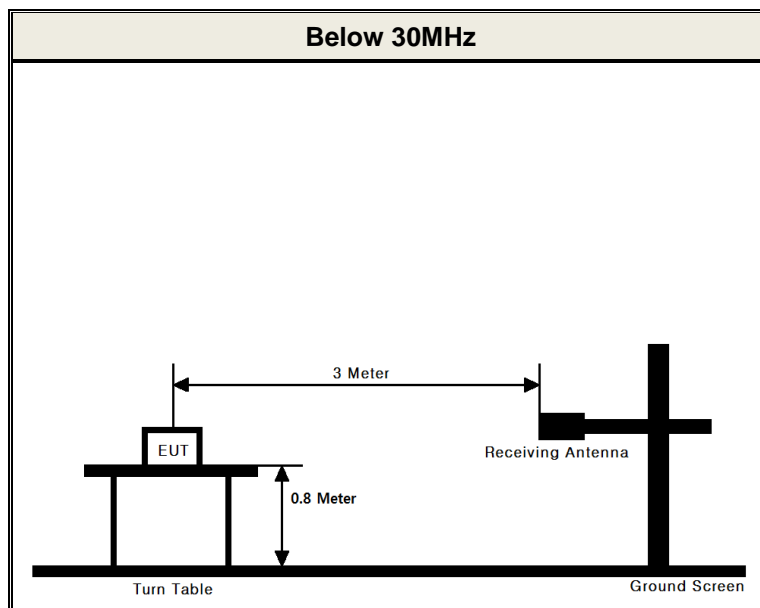 Below 30MHz
3 Meter
EUT
Receiving Antenna
0.8 Meter
Turn Table
Ground Screen